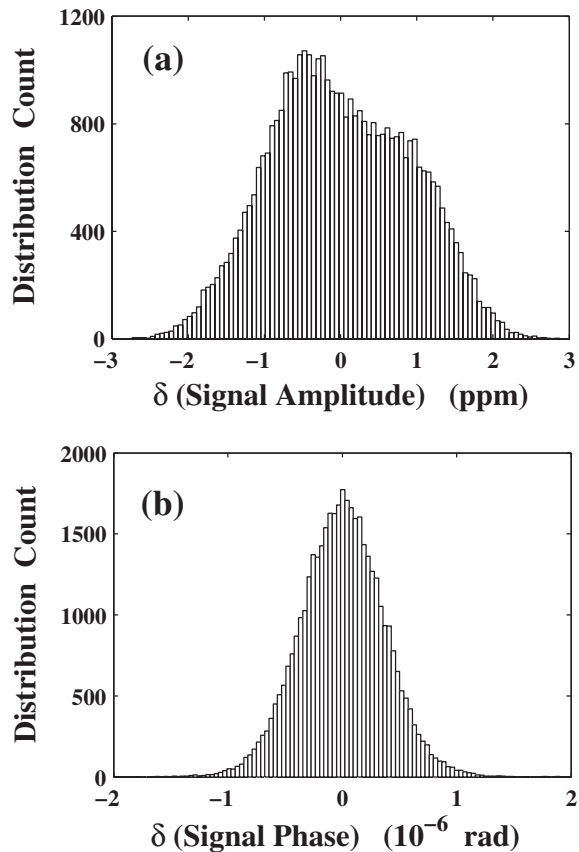 1200
(a)
800
400
0
Distribution Count
−3 −2 −1 0 1 2 3
δ (Signal Amplitude) (ppm)
2000
(b)
1500
1000
500
0
Distribution Count
−2 −1 0 1 2
δ (Signal Phase) (10⁻⁶ rad)